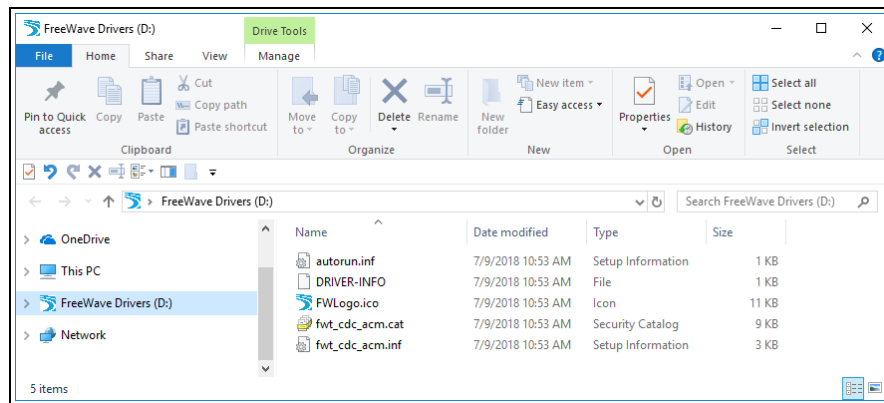 FreeWave Drivers (D:)
Drive Tools
File Home Share View Manage
Pin to Quick access
Copy
Paste
Cut
Copy path
Paste shortcut
Clipboard
Move to
Copy to
Delete
Rename
Organize
New folder
New item
Easy access
New
Properties
Open
Edit
History
Open
Select all
Select none
Invert selection
Select
FreeWave Drivers (D:)
Search FreeWave Drivers (D:)
OneDrive
This PC
FreeWave Drivers (D:)
Network
Name Date modified Type Size
autorun.inf 7/9/2018 10:53 AM Setup Information 1 KB
DRIVER-INFO 7/9/2018 10:53 AM File 1 KB
FWLogo.ico 7/9/2018 10:53 AM Icon 11 KB
fwt_cdc_acm.cat 7/9/2018 10:53 AM Security Catalog 9 KB
fwt_cdc_acm.inf 7/9/2018 10:53 AM Setup Information 3 KB
5 items